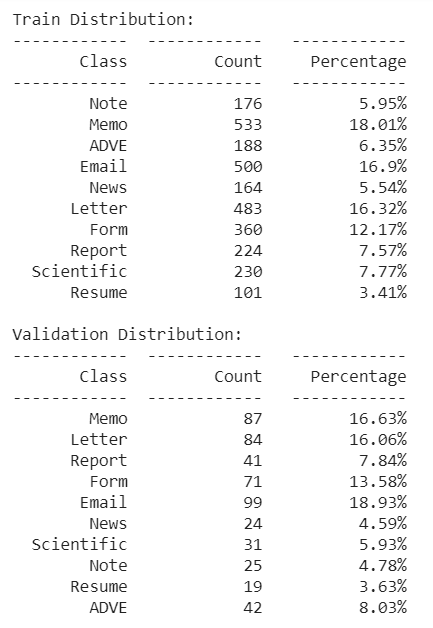 Train Distribution:
------------ ------------ ------------
Class Count Percentage
------------ ------------ ------------
Note 176 5.95%
Memo 533 18.01%
ADVE 188 6.35%
Email 500 16.9%
News 164 5.54%
Letter 483 16.32%
Form 360 12.17%
Report 224 7.57%
Scientific 230 7.77%
Resume 101 3.41%
Validation Distribution:
------------ ------------ ------------
Class Count Percentage
------------ ------------ ------------
Memo 87 16.63%
Letter 84 16.06%
Report 41 7.84%
Form 71 13.58%
Email 99 18.93%
News 24 4.59%
Scientific 31 5.93%
Note 25 4.78%
Resume 19 3.63%
ADVE 42 8.03%